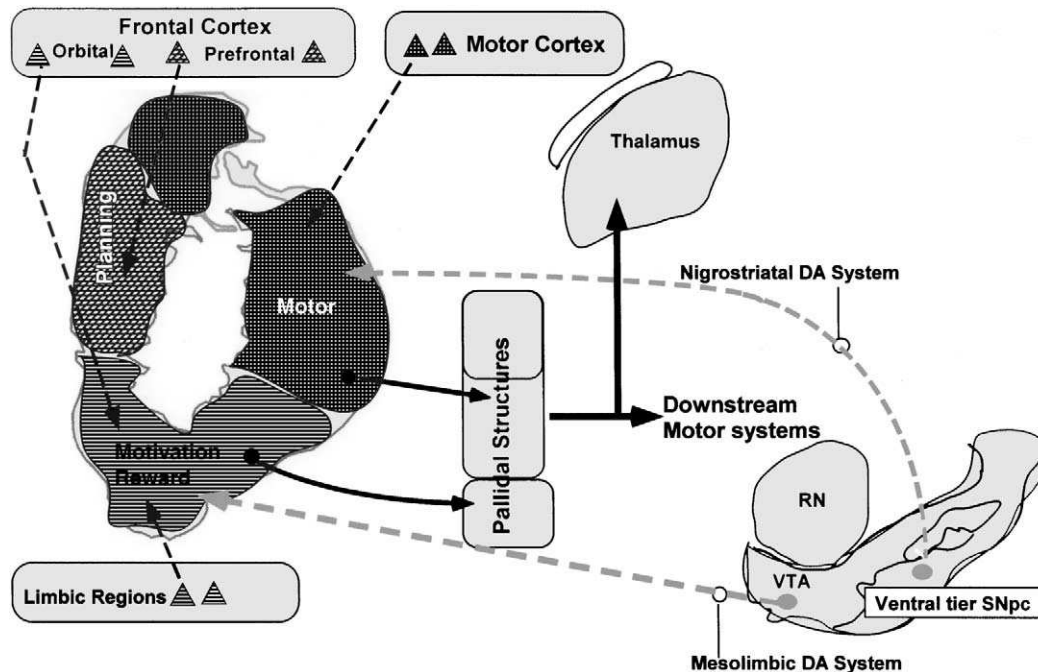 Frontal Cortex
Orbital
Prefrontal
Motor Cortex
Thalamus
Planning
Nigrostriatal DA System
Motor
Pallidal Structures
Downstream
Motor systems
Motivation
Reward
RN
VTA
Limbic Regions
Ventral tier SNpc
Mesolimbic DA System